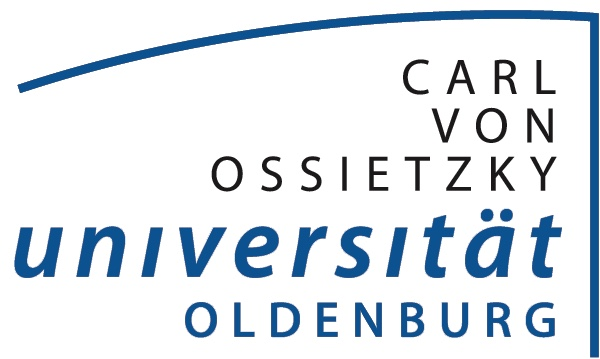 CARL
VON
OSSIETZKY
universität
OLDENBURG